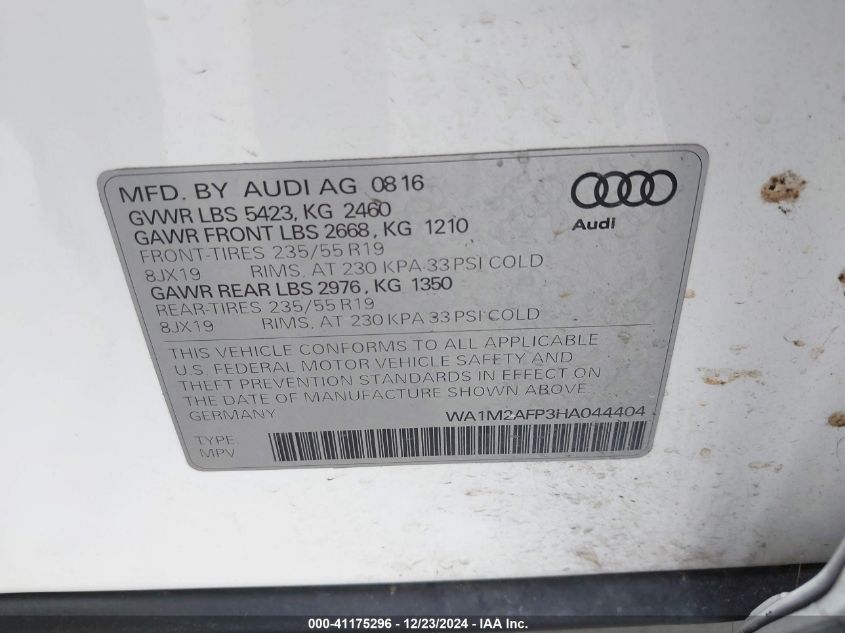 MFD. BY AUDI AG 0816
GVWR LBS 5423, KG 2460
GAWR FRONT LBS 2668, KG 1210
FRONT-TIRES 235/55 R19
8JX19 RIMS, AT 230 KPA 33 PSI COLD
GAWR REAR LBS 2976, KG 1350
REAR-TIRES 235/55 R19
8JX19 RIMS, AT 230 KPA 33 PSI COLD
Audi
THIS VEHICLE CONFORMS TO ALL APPLICABLE
U.S. FEDERAL MOTOR VEHICLE SAFETY AND
THEFT PREVENTION STANDARDS IN EFFECT ON
THE DATE OF MANUFACTURE SHOWN ABOVE.
GERMANY WA1M2AFP3HA044404
TYPE:
MPV
000-41175296 - 12/23/2024 - IAA Inc.